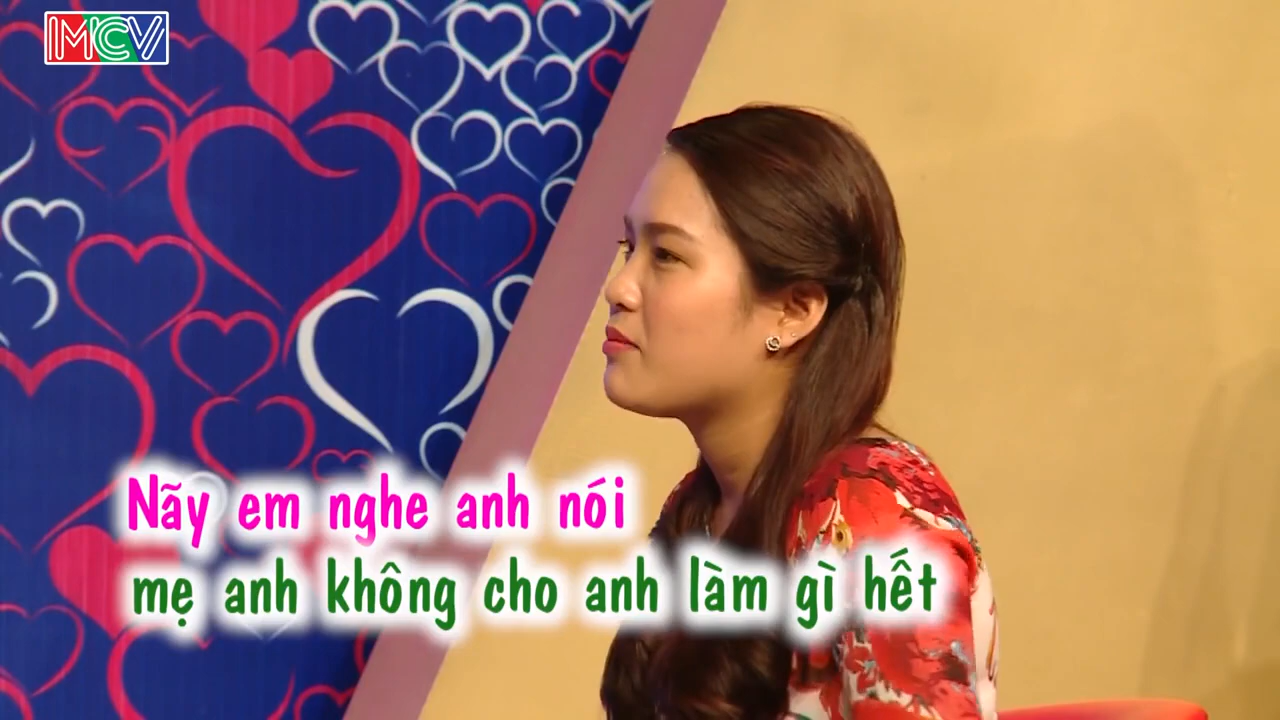 MCV
Nãy em nghe anh nói
mẹ anh không cho anh làm gì hết